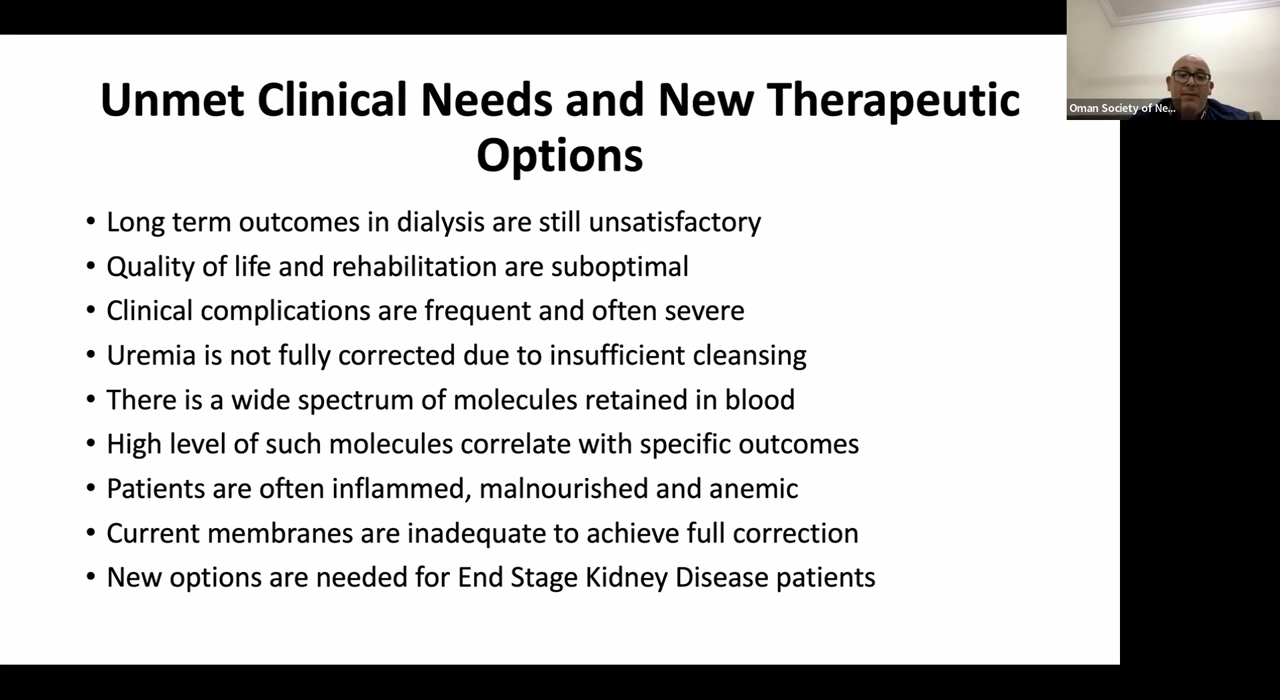 Unmet Clinical Needs and New Therapeutic
Options
• Long term outcomes in dialysis are still unsatisfactory
• Quality of life and rehabilitation are suboptimal
• Clinical complications are frequent and often severe
• Uremia is not fully corrected due to insufficient cleansing
• There is a wide spectrum of molecules retained in blood
• High level of such molecules correlate with specific outcomes
• Patients are often inflammed, malnourished and anemic
• Current membranes are inadequate to achieve full correction
• New options are needed for End Stage Kidney Disease patients
Oman Society of Ne...